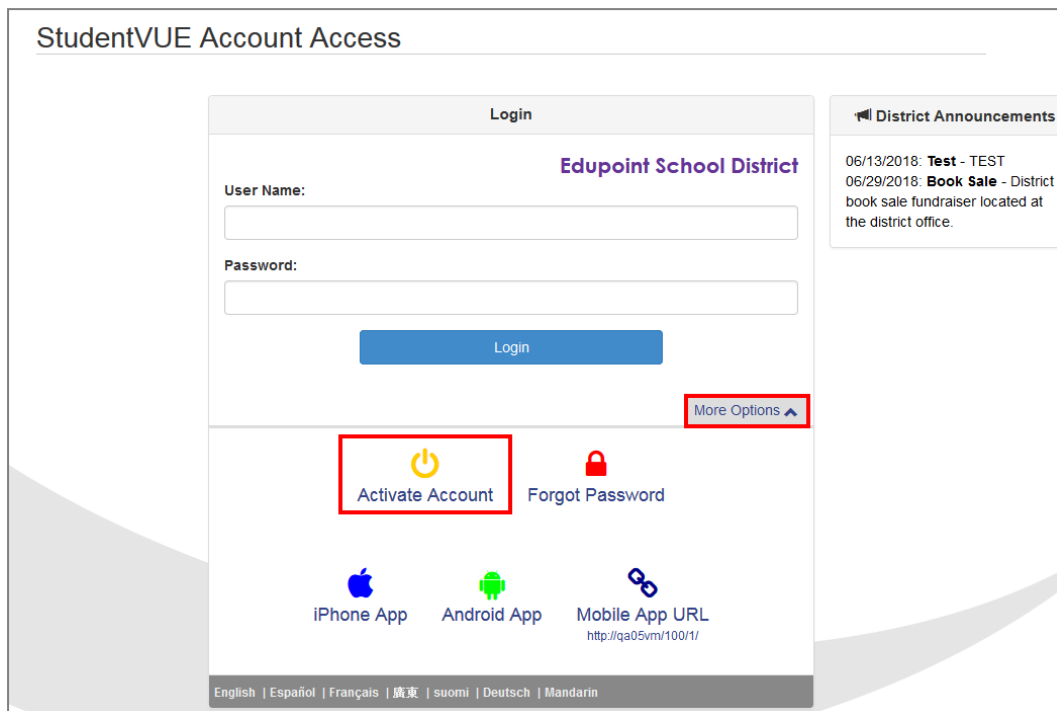 StudentVUE Account Access
Login
Edupoint School District
User Name:
Password:
Login
More Options
Activate Account
Forgot Password
iPhone App
Android App
Mobile App URL
http://qa05vm/100/1/
English | Español | Français | 廣東 | suomi | Deutsch | Mandarin
District Announcements
06/13/2018: Test - TEST
06/29/2018: Book Sale - District
book sale fundraiser located at
the district office.